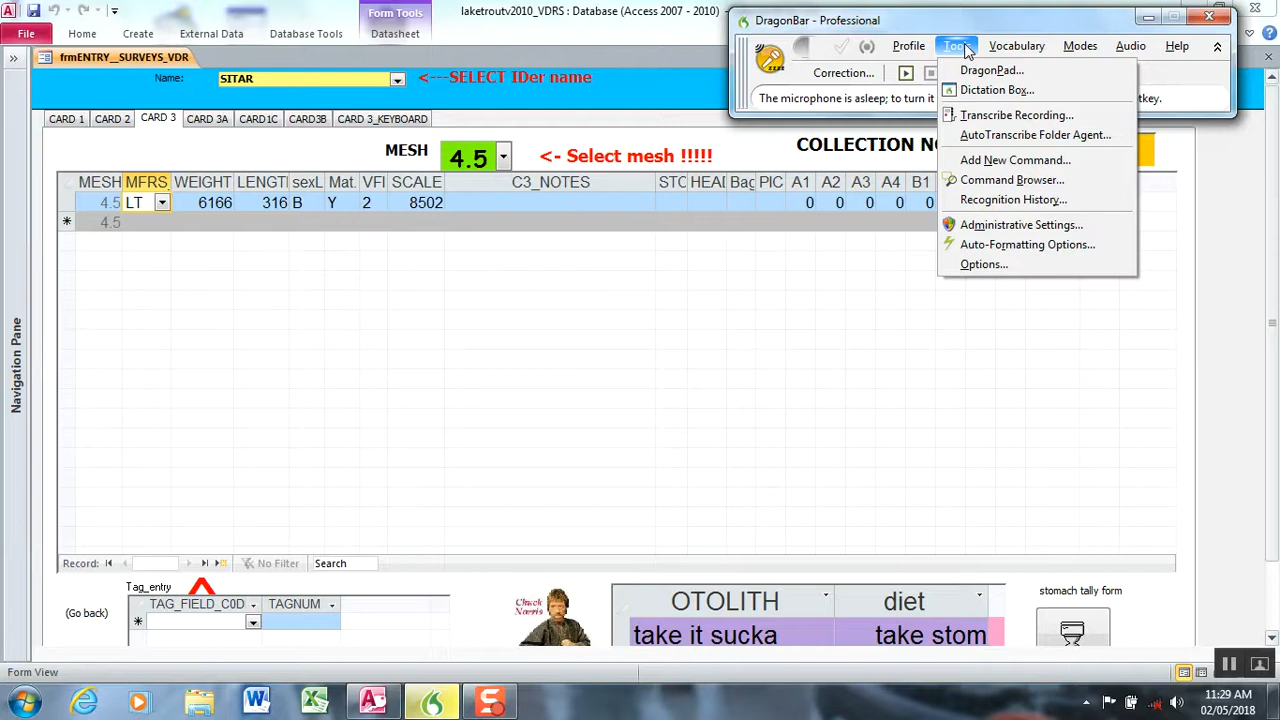 Form Tools
laketroutv2010_VDRS : Database (Access 2007 - 2010)
File Home Create External Data Database Tools Datasheet
DragonBar - Professional
Profile Tools Vocabulary Modes Audio Help
Correction...
The microphone is asleep; to turn it
key.
DragonPad...
Dictation Box...
Transcribe Recording...
AutoTranscribe Folder Agent...
Add New Command...
Command Browser...
Recognition History...
Administrative Settings...
Auto-Formatting Options...
Options...
frmENTRY__SURVEYS_VDR
Name: SITAR <---SELECT IDer name
CARD 1 CARD 2 CARD 3 CARD 3A CARD1C CARD3B CARD 3_KEYBOARD
MESH 4.5 <- Select mesh !!!!! COLLECTION NO
MESH MFRS WEIGHT LENGTH sexL Mat. VFI SCALE C3_NOTES STC HEAD Bag PIC A1 A2 A3 A4 B1
4.5 LT 6166 316 B Y 2 8502 0 0 0 0 0
* 4.5
Navigation Pane
Record: No Filter Search
Tag_entry
(Go back) TAG_FIELD_C0D TAGNUM
*
Chuck
Norris
OTOLITH diet
take it sucka take stom
stomach tally form
Form View
11:29 AM
02/05/2018